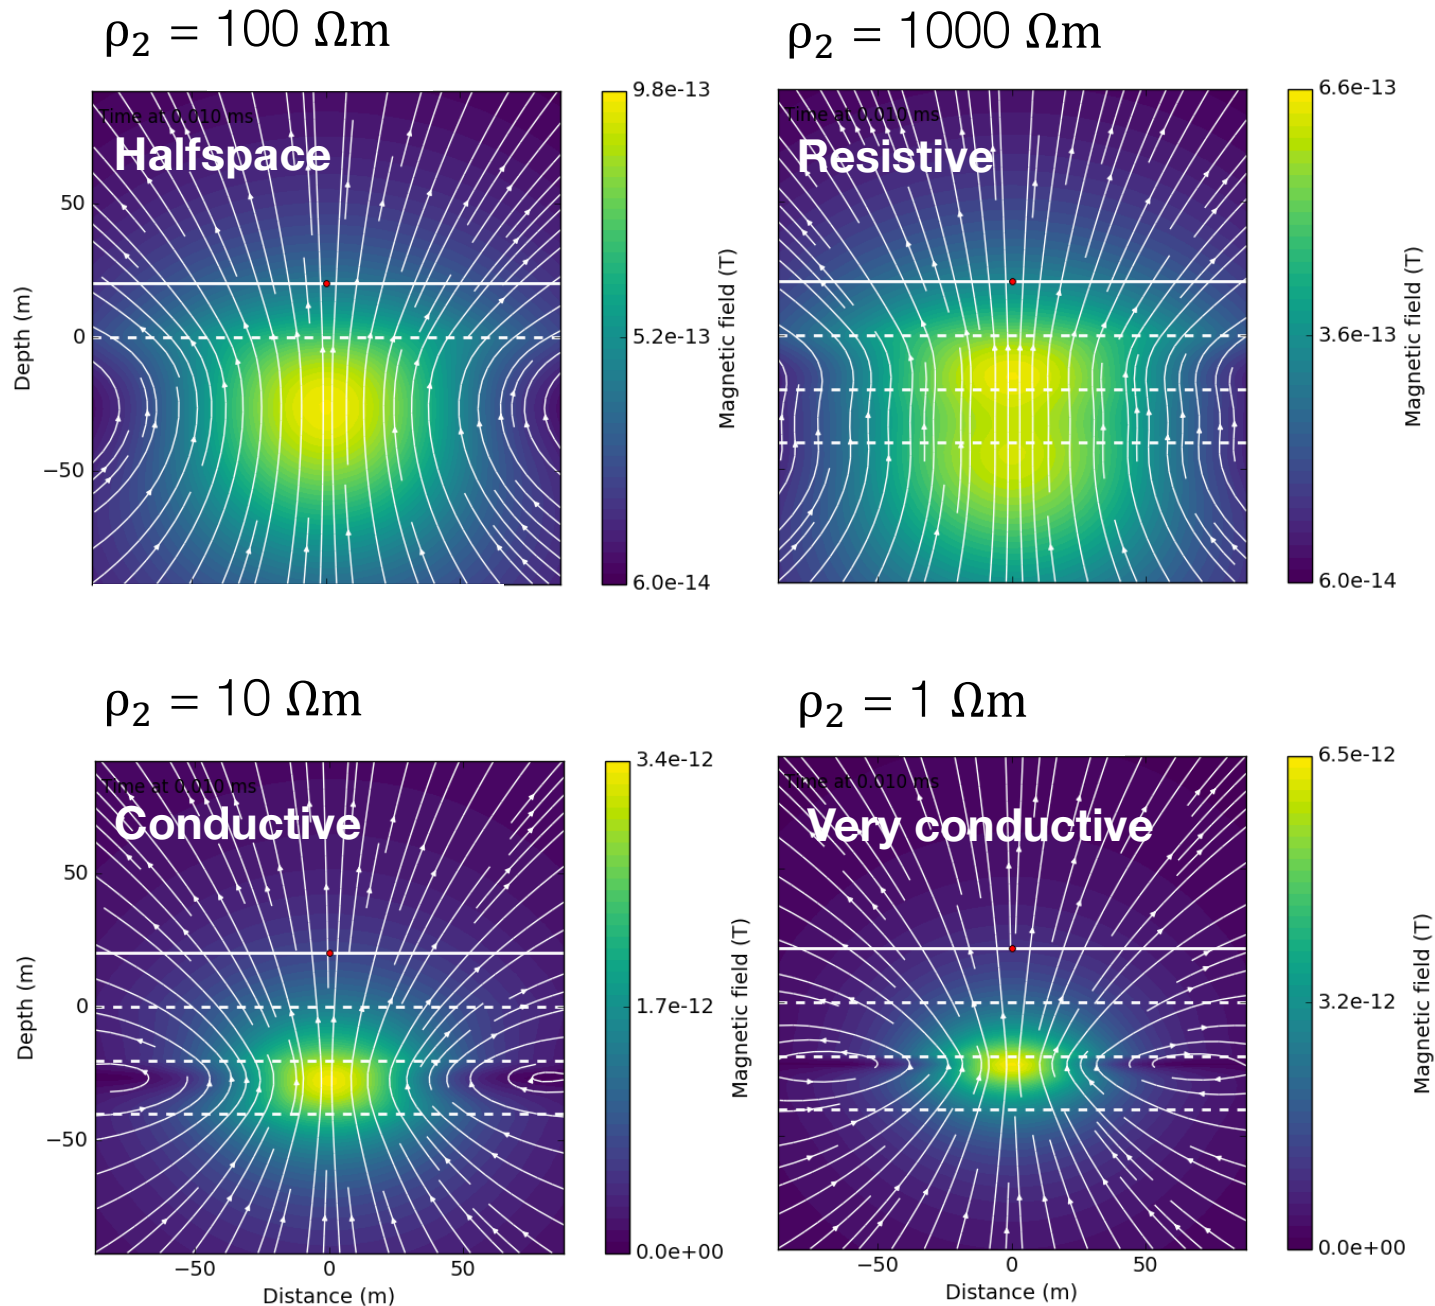 ρ₂ = 100 Ωm
Time at 0.010 ms
Halfspace
50
0
−50
Depth (m)
9.8e-13
5.2e-13
6.0e-14
Magnetic field (T)
ρ₂ = 1000 Ωm
Time at 0.010 ms
Resistive
6.6e-13
3.6e-13
6.0e-14
Magnetic field (T)
ρ₂ = 10 Ωm
Time at 0.010 ms
Conductive
50
0
−50
Depth (m)
−50 0 50
Distance (m)
3.4e-12
1.7e-12
0.0e+00
Magnetic field (T)
ρ₂ = 1 Ωm
Time at 0.010 ms
Very conductive
−50 0 50
Distance (m)
6.5e-12
3.2e-12
0.0e+00
Magnetic field (T)